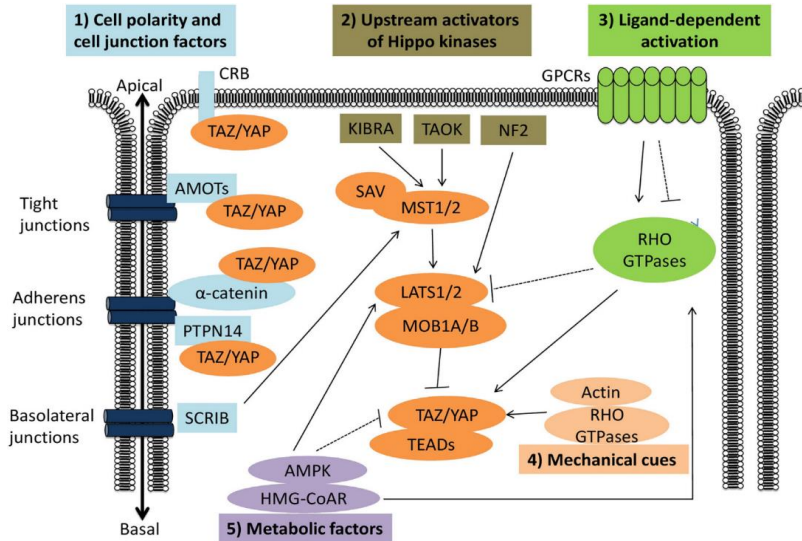 1) Cell polarity and
cell junction factors
2) Upstream activators
of Hippo kinases
3) Ligand-dependent
activation
Apical
CRB
GPCRs
TAZ/YAP
KIBRA
TAOK
NF2
AMOTs
SAV
MST1/2
Tight
junctions
TAZ/YAP
RHO
GTPases
TAZ/YAP
α-catenin
LATS1/2
Adherens
junctions
MOB1A/B
PTPN14
TAZ/YAP
Actin
Basolateral
junctions
SCRIB
TAZ/YAP
RHO
GTPases
TEADs
4) Mechanical cues
AMPK
HMG-CoAR
Basal
5) Metabolic factors